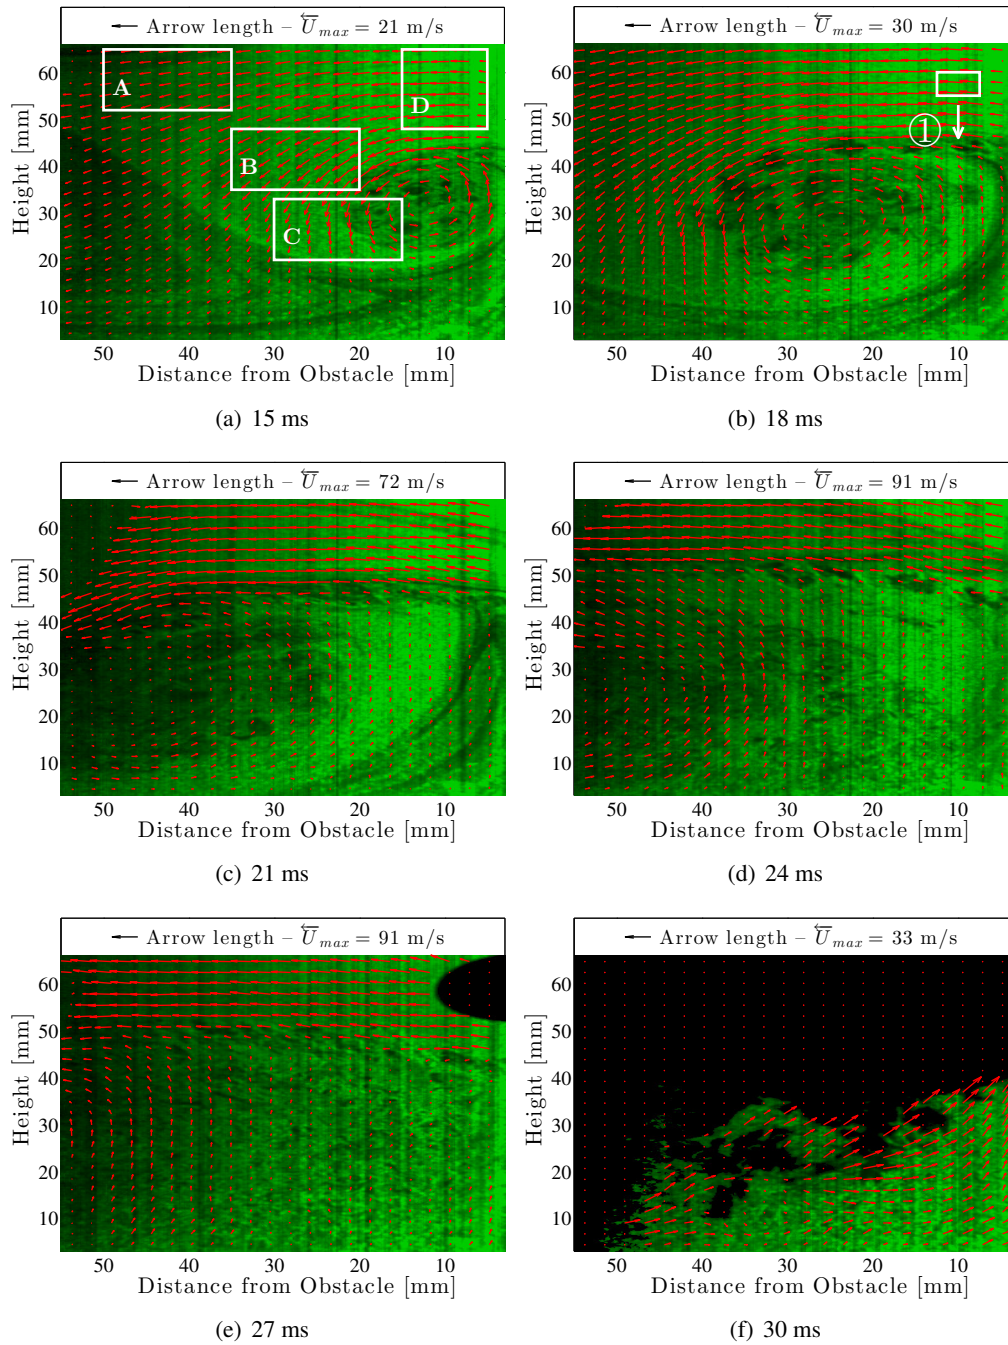 Arrow length – U_max = 21 m/s
Height [mm]
60
50
40
30
20
10
A
B
C
D
50 40 30 20 10
Distance from Obstacle [mm]
(a) 15 ms
Arrow length – U_max = 30 m/s
Height [mm]
60
50
40
30
20
10
1
50 40 30 20 10
Distance from Obstacle [mm]
(b) 18 ms
Arrow length – U_max = 72 m/s
Height [mm]
60
50
40
30
20
10
50 40 30 20 10
Distance from Obstacle [mm]
(c) 21 ms
Arrow length – U_max = 91 m/s
Height [mm]
60
50
40
30
20
10
50 40 30 20 10
Distance from Obstacle [mm]
(d) 24 ms
Arrow length – U_max = 91 m/s
Height [mm]
60
50
40
30
20
10
50 40 30 20 10
Distance from Obstacle [mm]
(e) 27 ms
Arrow length – U_max = 33 m/s
Height [mm]
60
50
40
30
20
10
50 40 30 20 10
Distance from Obstacle [mm]
(f) 30 ms